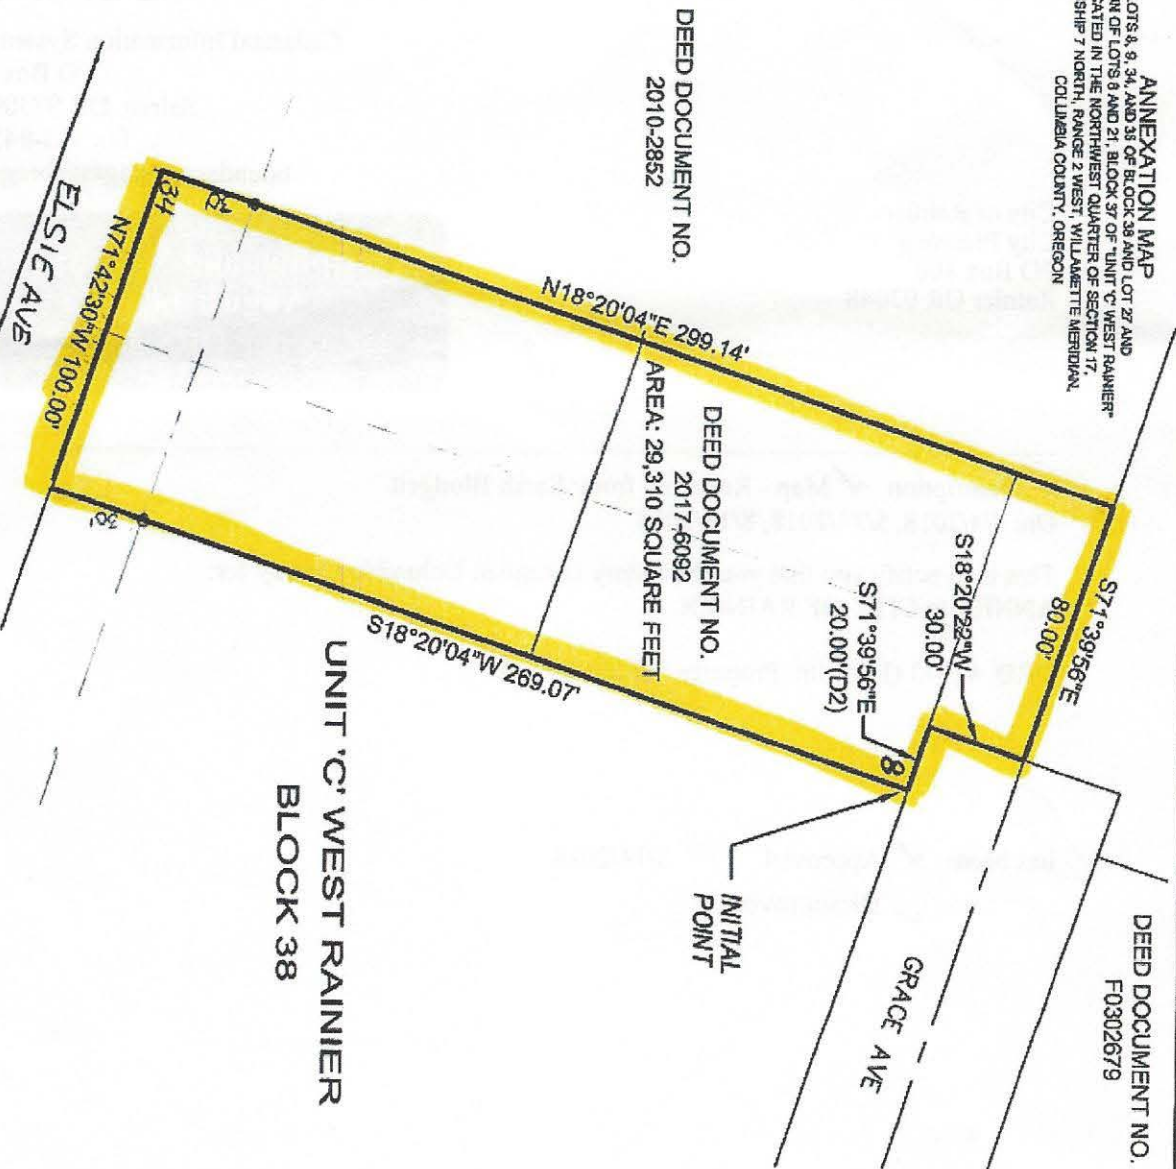 ANNEXATION MAP
LOTS 8, 9, 34, AND 35 OF BLOCK 38 AND LOT 27 AND
OF LOTS 8 AND 21, BLOCK 37 OF "UNIT 'C' WEST RAINIER"
IN THE NORTHWEST QUARTER OF SECTION 17,
7 NORTH, RANGE 2 WEST, WILLAMETTE MERIDIAN,
COLUMBIA COUNTY, OREGON
DEED DOCUMENT NO.
2010-2852
DEED DOCUMENT NO.
F0302679
S71°39'56"E
80.00'
S18°20'22"W
30.00'
S71°39'56"E
20.00'(D2)
N18°20'04"E 299.14'
DEED DOCUMENT NO.
2017-6092
AREA: 29,310 SQUARE FEET
S18°20'04"W 269.07'
8
INITIAL
POINT
GRACE AVE
34
30'
N71°42'30"W 100.00'
ELSIE AVE
UNIT 'C' WEST RAINIER
BLOCK 38